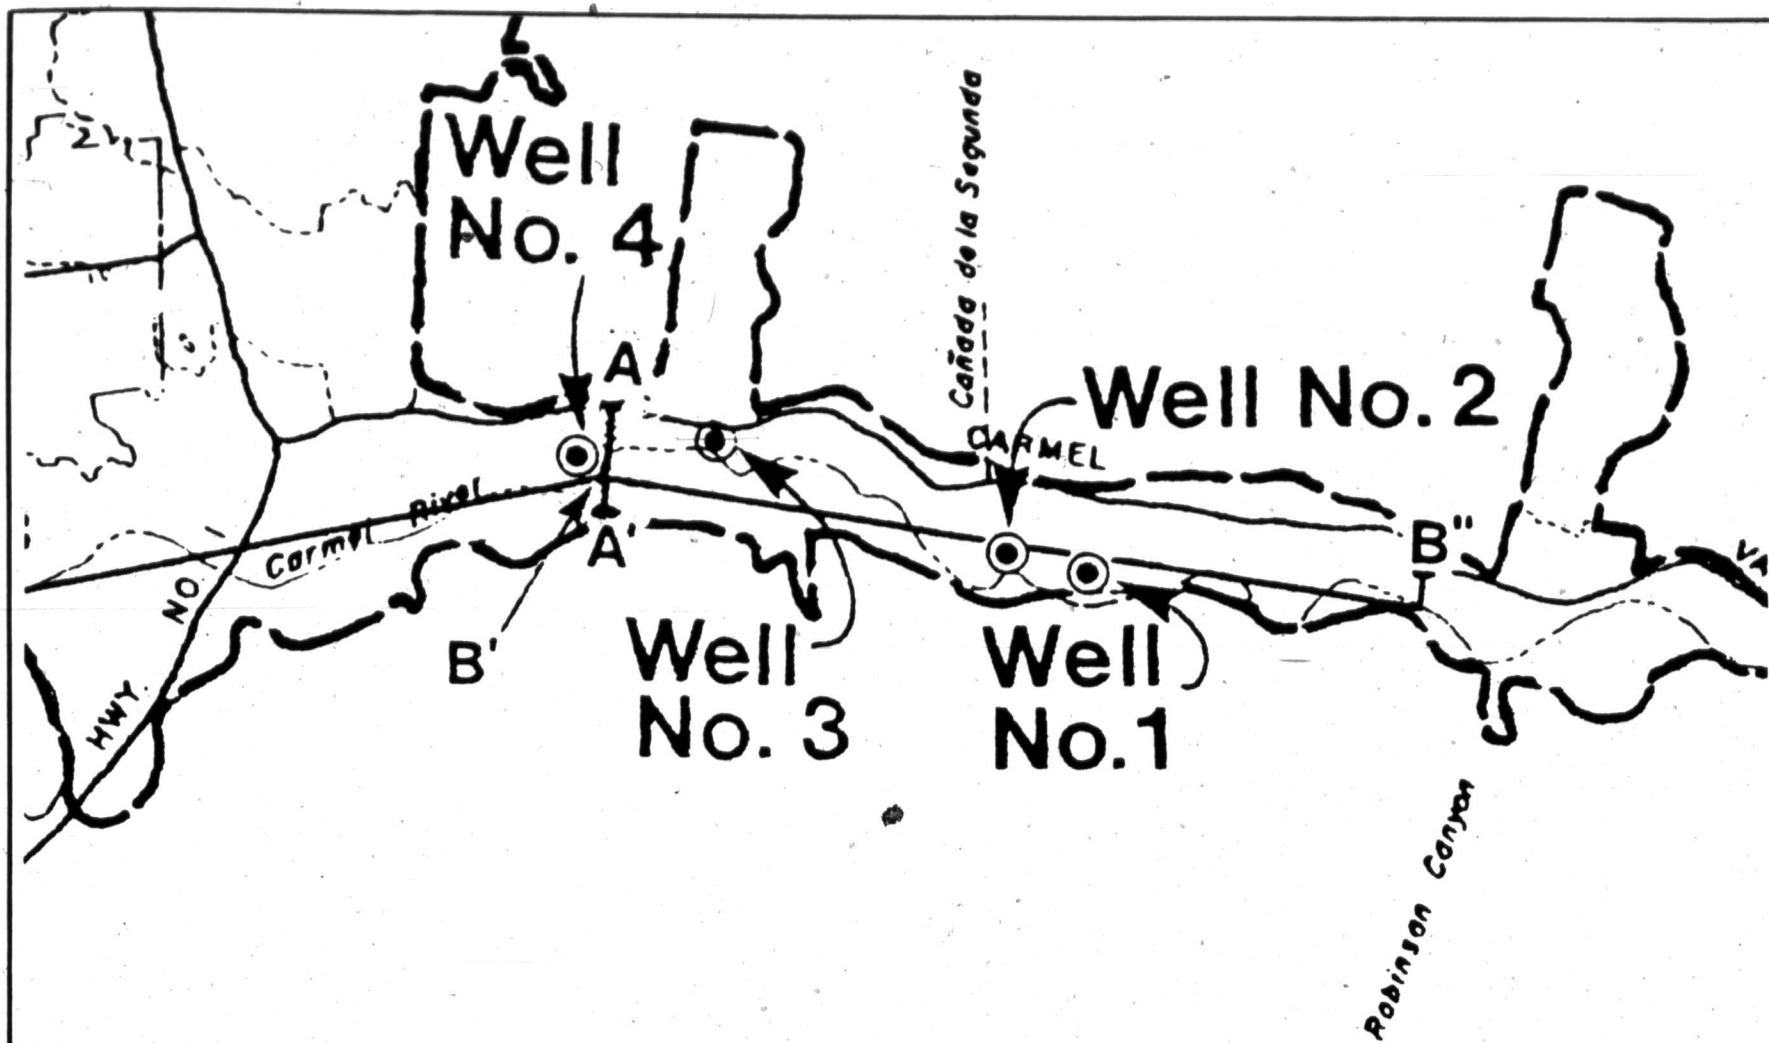 Well
No. 4
Cañada de la Segunda
A
Well No. 2
CARMEL
Carmel River
A'
B'
B"
VA
HWY. NO.
Well
No. 3
Well
No. 1
Robinson Canyon